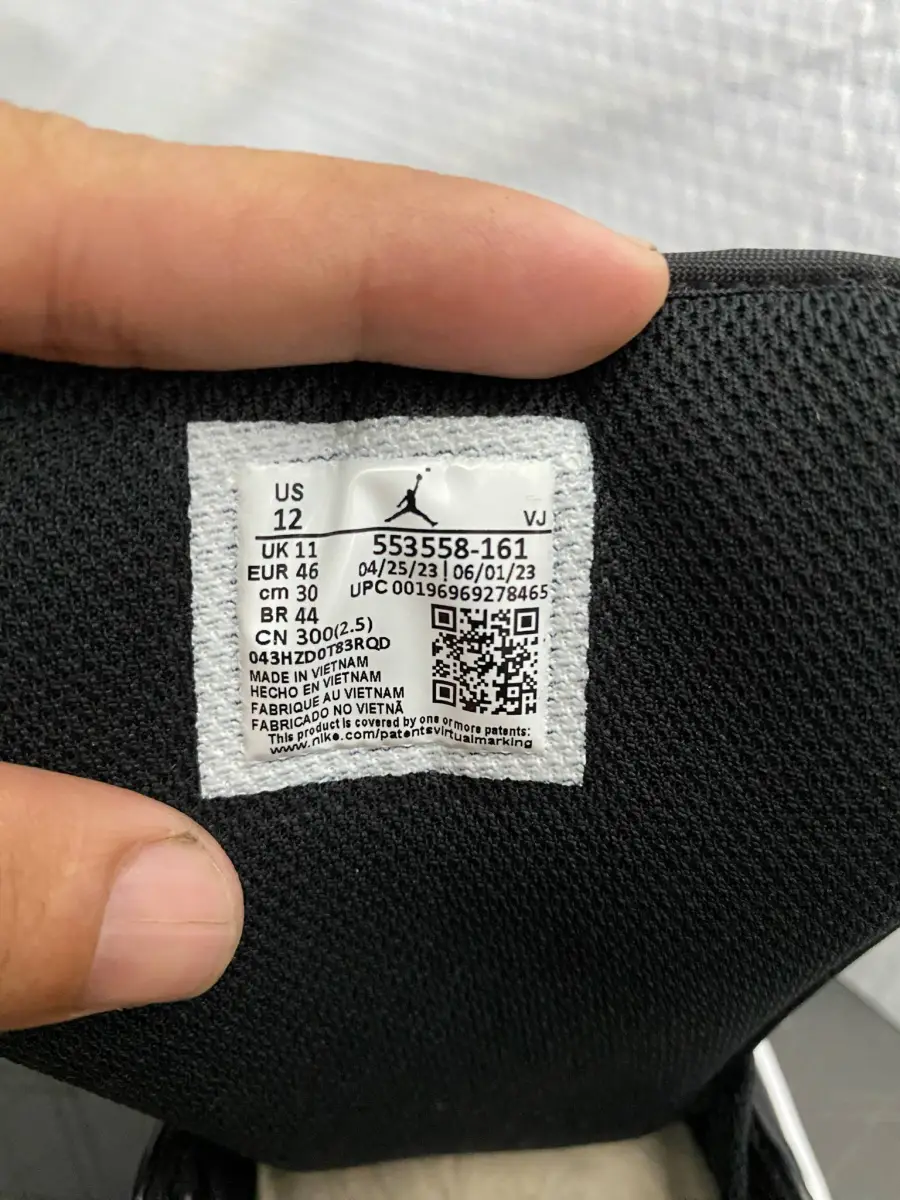 US
12
VJ
UK 11
553558-161
EUR 46
04/25/23 | 06/01/23
cm 30
UPC 00196969278465
BR 44
CN 300(2.5)
043HZD0T83RQD
MADE IN VIETNAM
HECHO EN VIETNAM
FABRIQUE AU VIETNAM
FABRICADO NO VIETNÃ
This product is covered by one or more patents:
www.nike.com/patentsvirtualmarking